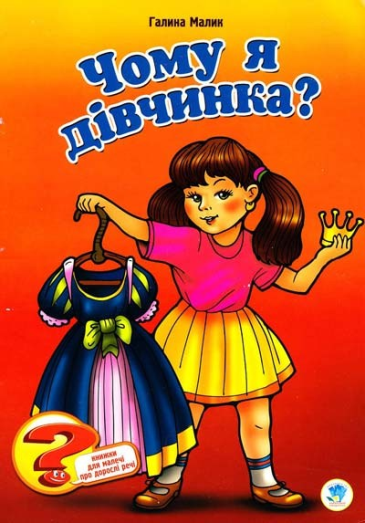 Галина Малик
Чому я
дівчинка?
книжки
для малечі
про дорослі речі